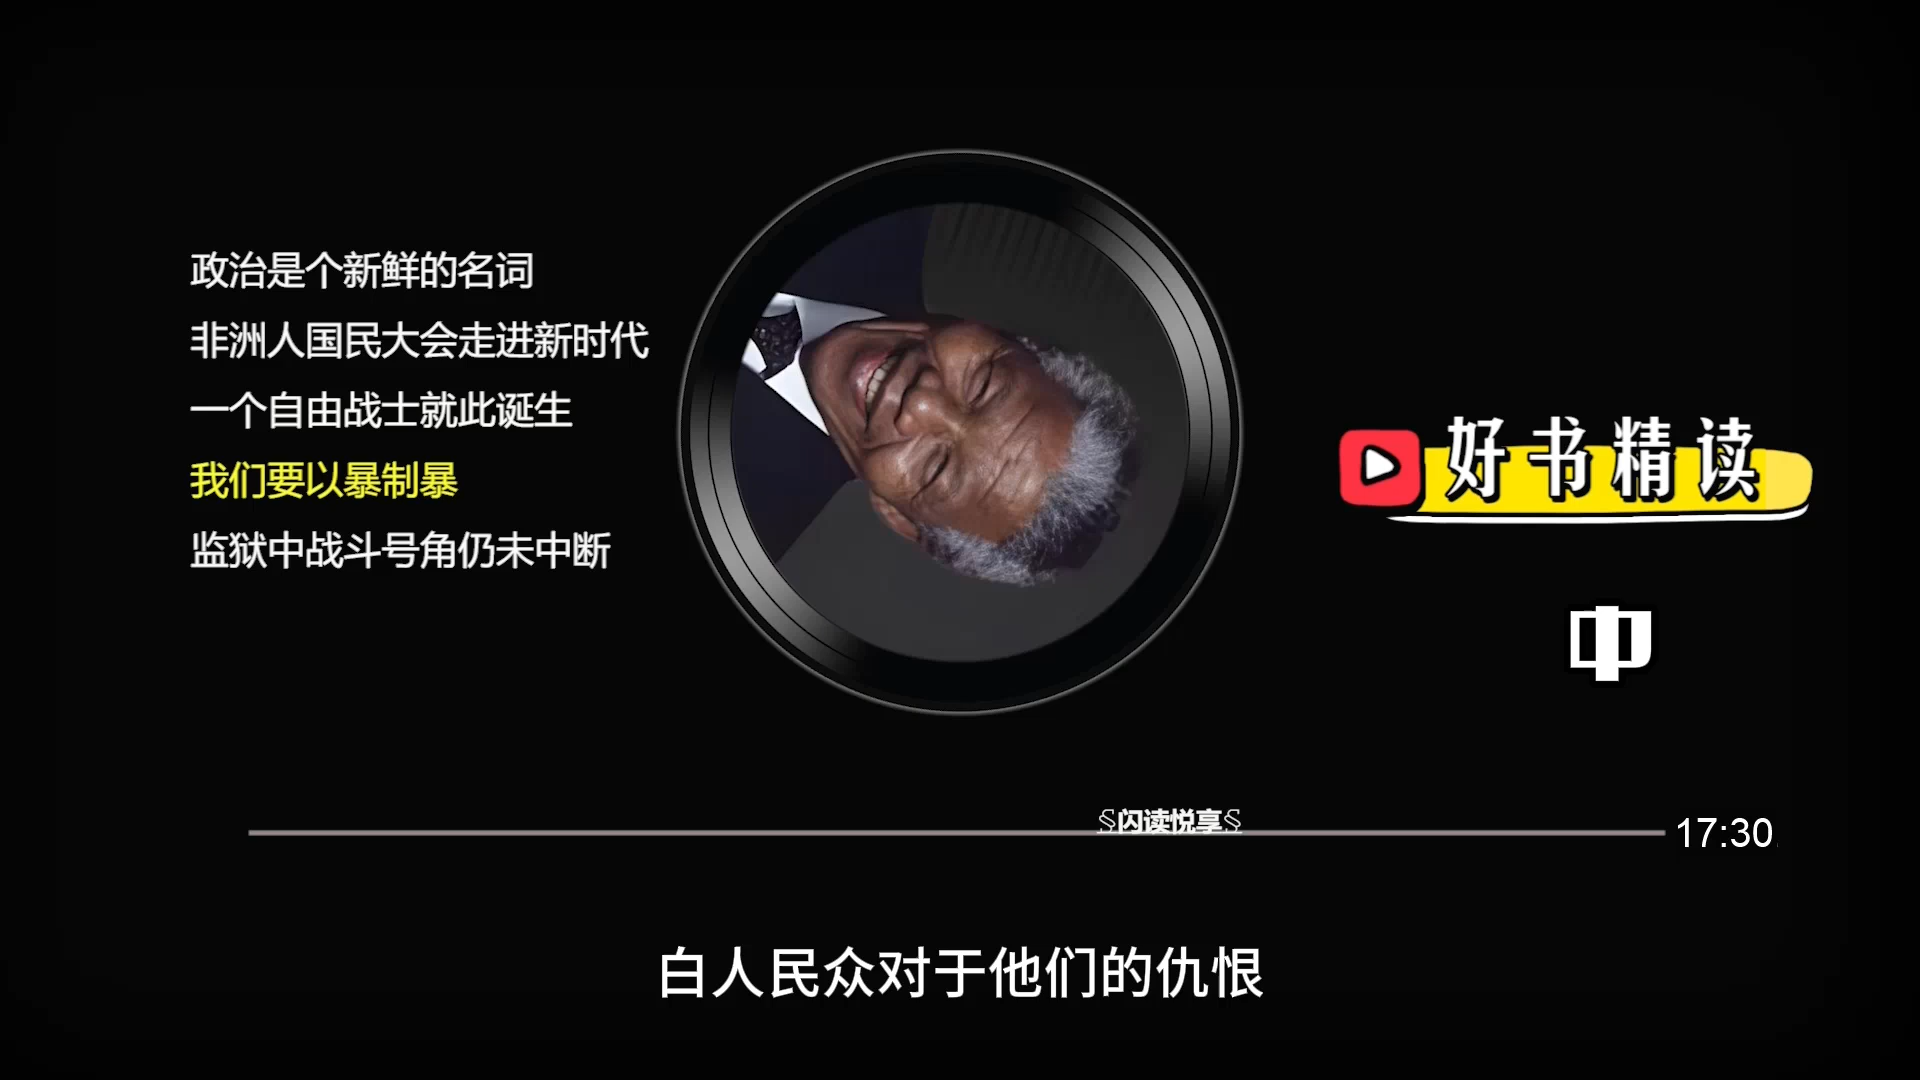 政治是个新鲜的名词
非洲人国民大会走进新时代
一个自由战士就此诞生
我们要以暴制暴
监狱中战斗号角仍未中断
好书精读
中
§闪读悦享§
17:30
白人民众对于他们的仇恨